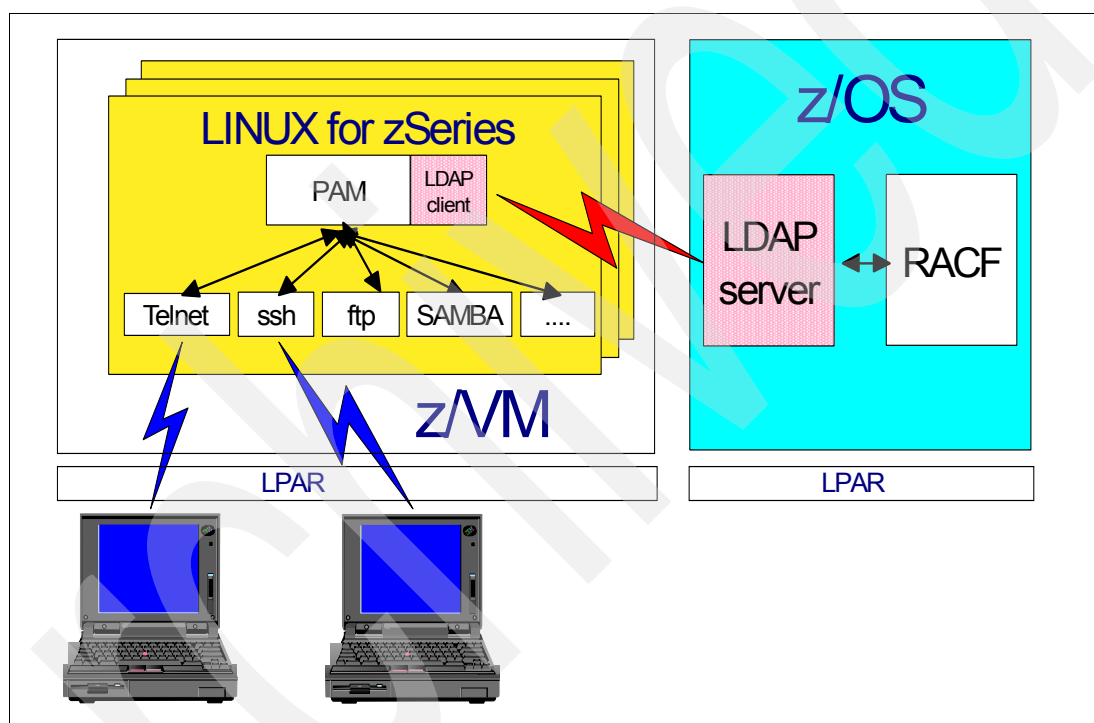 LINUX for zSeries
PAM
LDAP
client
Telnet
ssh
ftp
SAMBA
....
z/VM
LPAR
z/OS
LDAP
server
RACF
LPAR